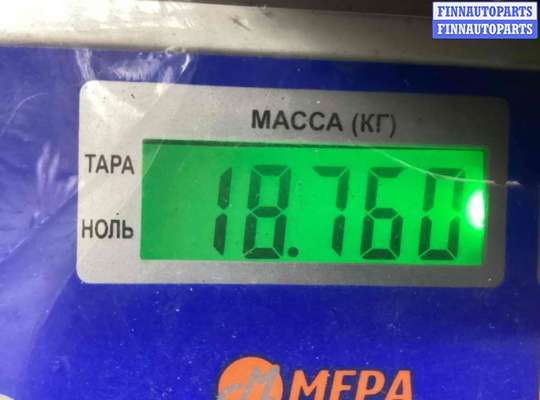 FINNAUTOPARTS
FINNAUTOPARTS
МАССА (КГ)
ТАРА
НОЛЬ
18.760
МЕРА